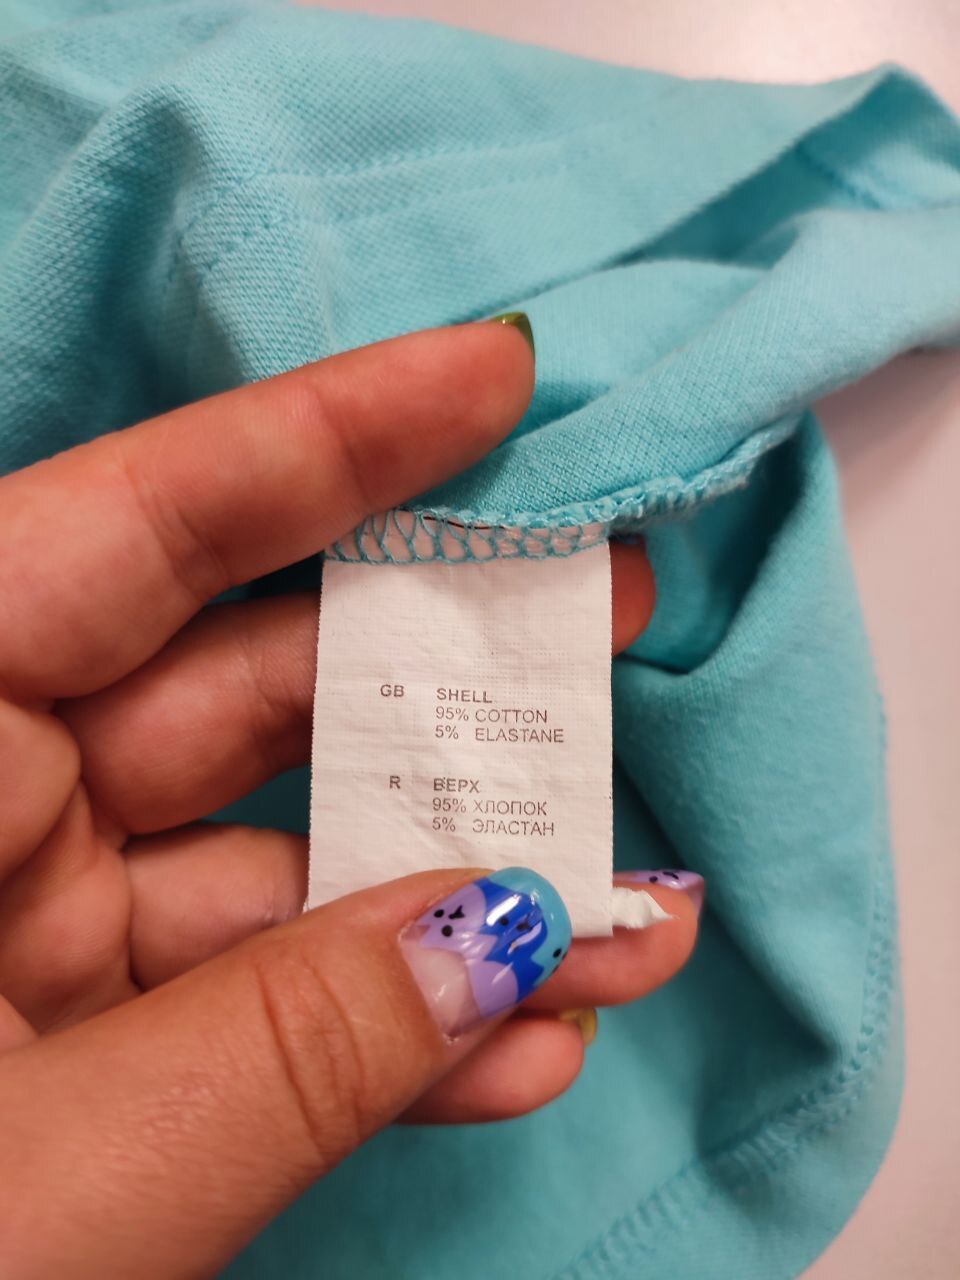 GB SHELL
95% COTTON
5% ELASTANE
R ВЕРХ
95% ХЛОПОК
5% ЭЛАСТАН